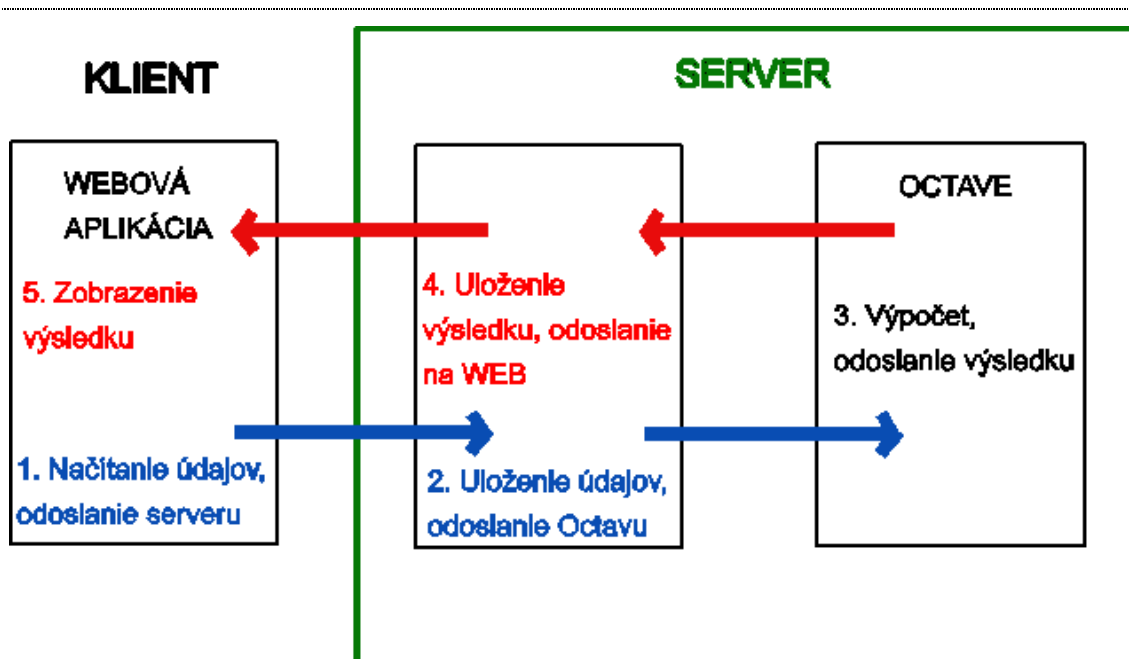 KLIENT
SERVER
WEBOVÁ
APLIKÁCIA
5. Zobrazenie
výsledku
1. Načítanie údajov,
odoslanie serveru
4. Uloženie
výsledku, odoslanie
na WEB
2. Uloženie údajov,
odoslanie Octavu
OCTAVE
3. Výpočet,
odoslanie výsledku